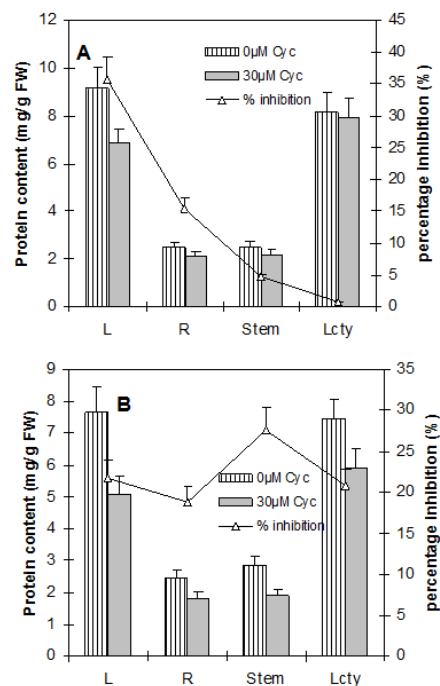 A
Protein content (mg/g FW)
12
10
8
6
4
2
0
0µM Cyc
30µM Cyc
% inhibition
45
40
35
30
25
20
15
10
5
0
percentage Inhibition (%)
L R Stem Lcty
B
Protein content (mg/g FW)
9
8
7
6
5
4
3
2
1
0
0µM Cyc
30µM Cyc
% inhibition
35
30
25
20
15
10
5
0
percentage Inhibition (%)
L R Stem Lcty